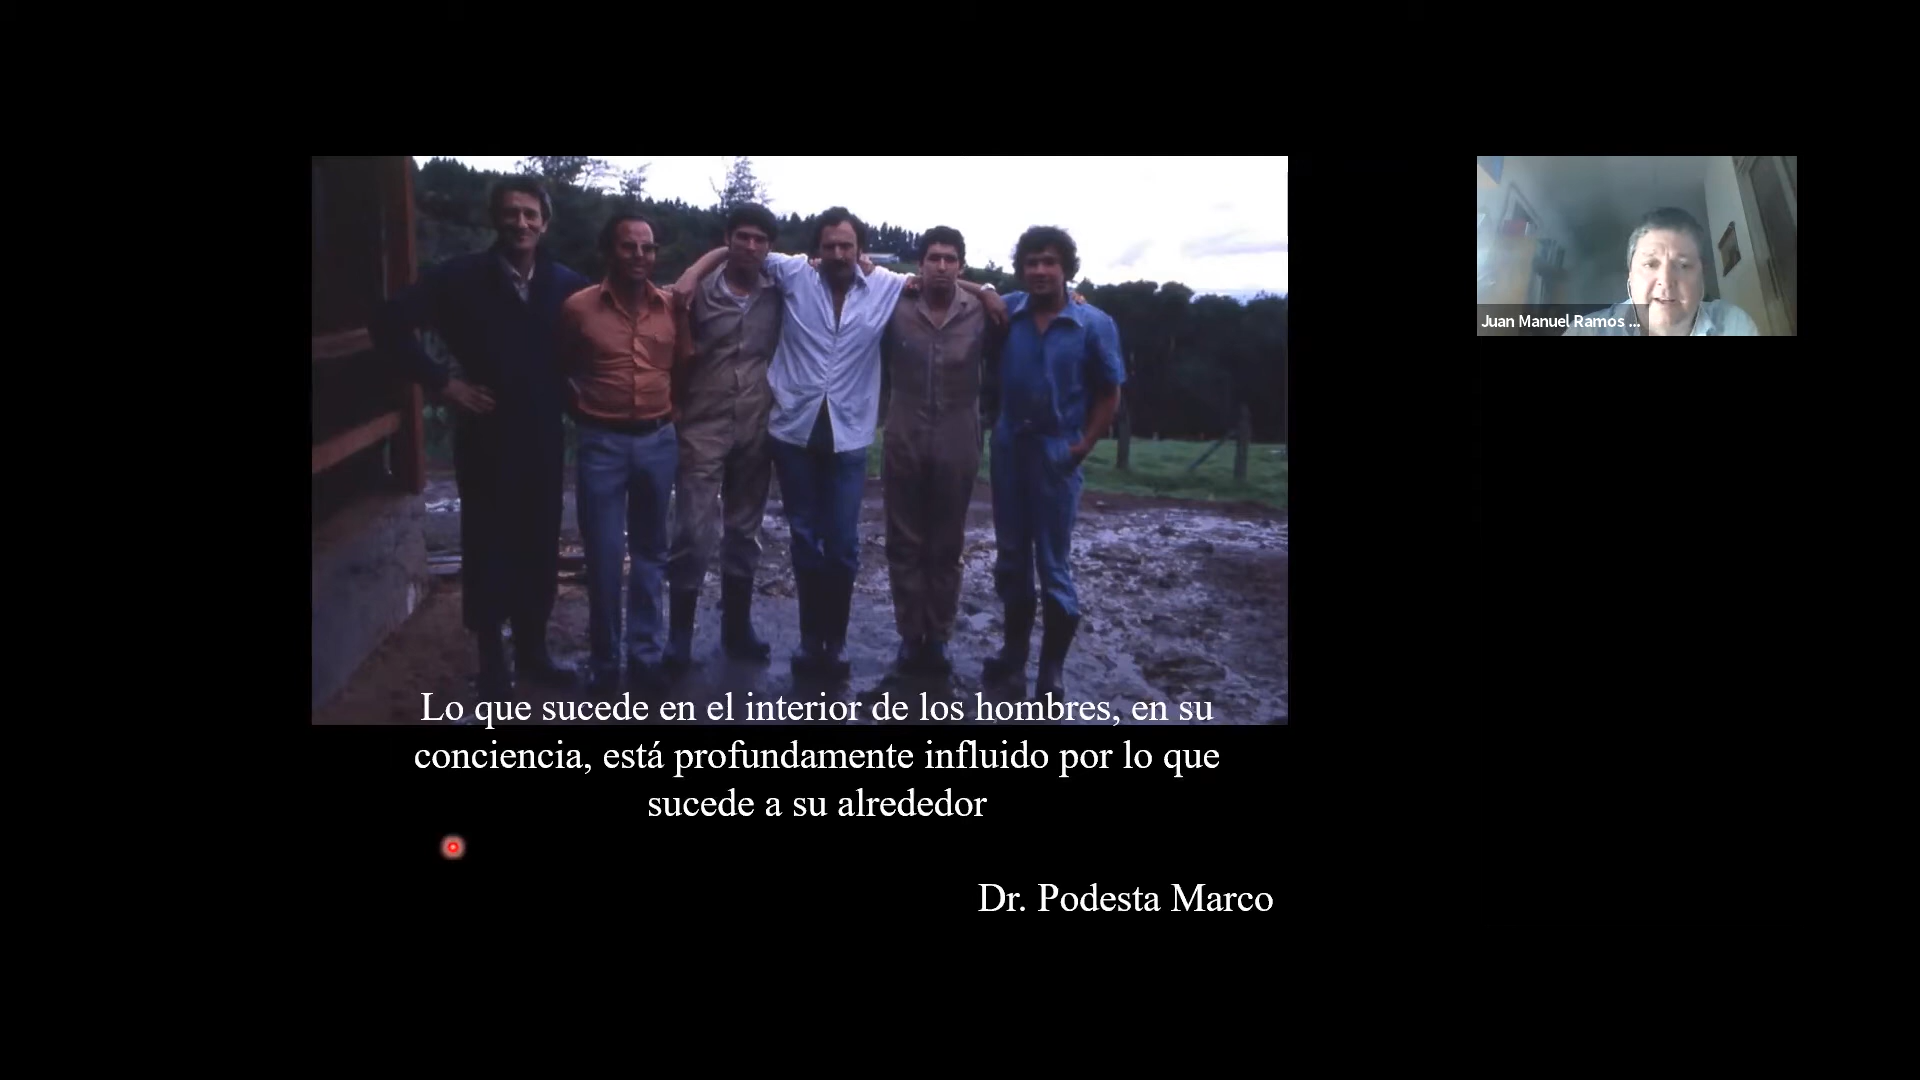 Juan Manuel Ramos ...
Lo que sucede en el interior de los hombres, en su
conciencia, está profundamente influido por lo que
sucede a su alrededor
Dr. Podesta Marco